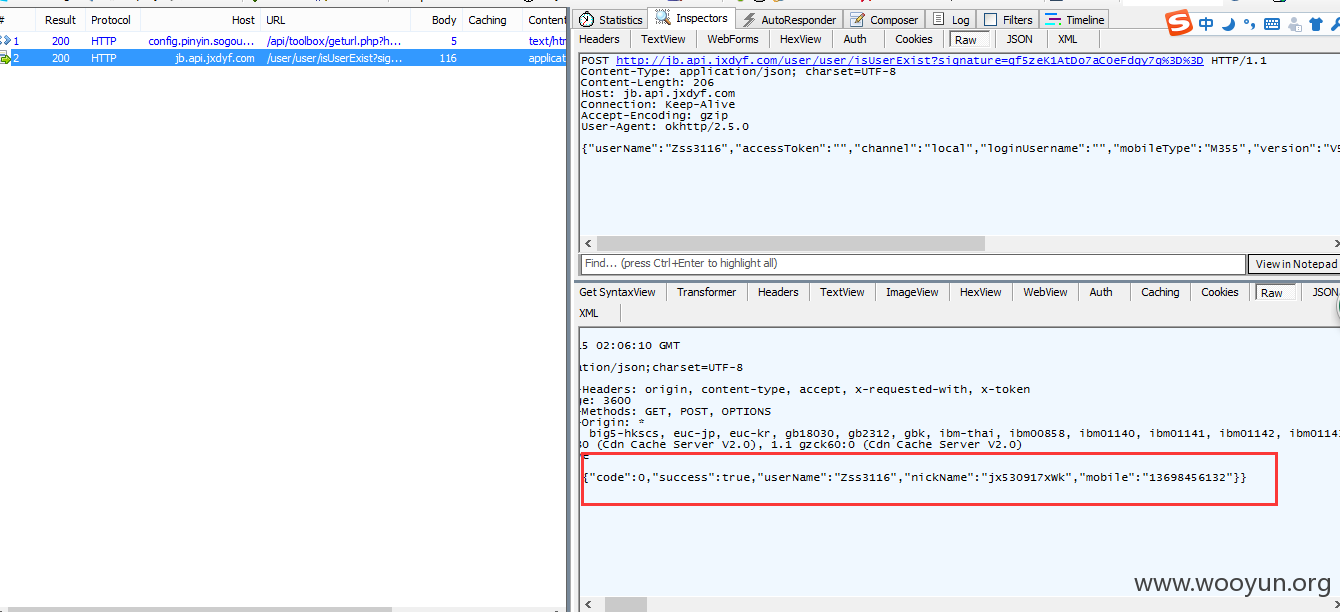 Statistics Inspectors AutoResponder Composer Log Filters Timeline
# Result Protocol Host URL Body Caching Conten
1 200 HTTP config.pinyin.sogou... /api/toolbox/geturl.php?h... 5 text/htm
2 200 HTTP jb.api.jxdyf.com /user/user/isUserExist?sig... 116 applicat
Headers TextView WebForms HexView Auth Cookies Raw JSON XML
POST http://jb.api.jxdyf.com/user/user/isUserExist?signature=qf5zeK1AtDo7aCOeFdqy7g%3D%3D HTTP/1.1
Content-Type: application/json; charset=UTF-8
Content-Length: 206
Host: jb.api.jxdyf.com
Connection: Keep-Alive
Accept-Encoding: gzip
User-Agent: okhttp/2.5.0
{"userName":"Zss3116","accessToken":"","channel":"local","loginUsername":"","mobileType":"M355","version":"V5
Find... (press Ctrl+Enter to highlight all) View in Notepad
Get SyntaxView Transformer Headers TextView ImageView HexView WebView Auth Caching Cookies Raw JSON
XML
15 02:06:10 GMT
ation/json;charset=UTF-8
-Headers: origin, content-type, accept, x-requested-with, x-token
ge: 3600
-Methods: GET, POST, OPTIONS
-Origin: *
big5-hkscs, euc-jp, euc-kr, gb18030, gb2312, gbk, ibm-thai, ibm00858, ibm01140, ibm01141, ibm01142, ibm0114
80 (Cdn Cache Server V2.0), 1.1 gzck60:0 (Cdn Cache Server V2.0)
e
{"code":0,"success":true,"userName":"Zss3116","nickName":"jx530917xWk","mobile":"13698456132"}}
中
www.wooyun.org